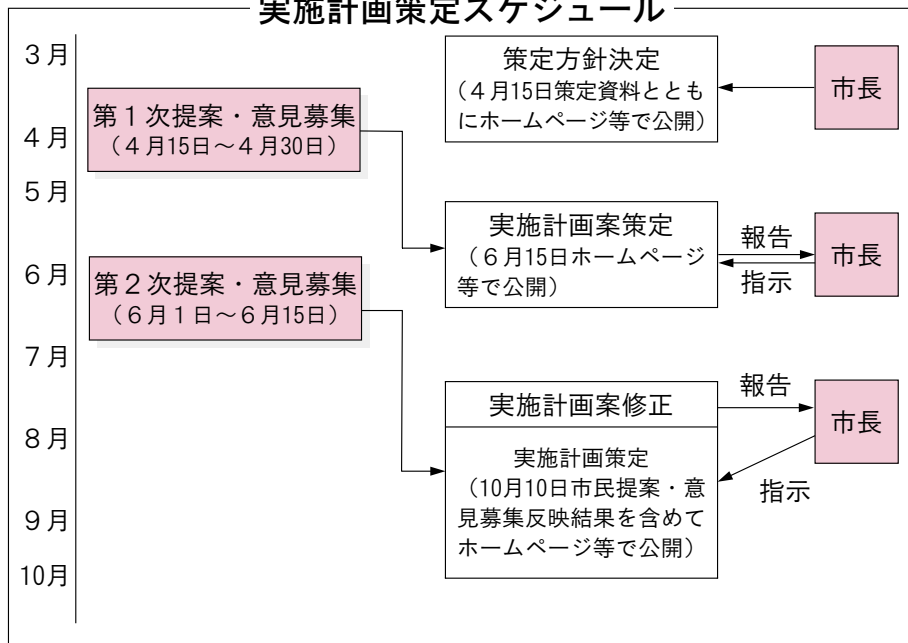 実施計画策定スケジュール
3月
4月
5月
6月
7月
8月
9月
10月
第1次提案・意見募集
（4月15日〜4月30日）
第2次提案・意見募集
（6月1日〜6月15日）
策定方針決定
（4月15日策定資料ととも
にホームページ等で公開）
市長
実施計画案策定
（6月15日ホームページ
等で公開）
報告
指示
市長
実施計画案修正
実施計画策定
（10月10日市民提案・意
見募集反映結果を含めて
ホームページ等で公開）
報告
指示
市長